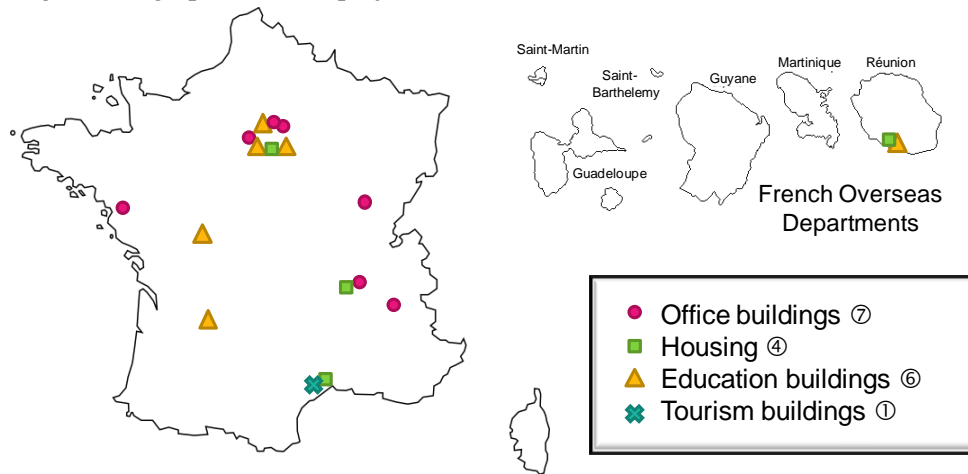 Saint-Martin
Saint-
Barthelemy
Guyane
Martinique
Réunion
Guadeloupe
French Overseas
Departments
Office buildings ⑦
Housing ④
Education buildings ⑥
Tourism buildings ①